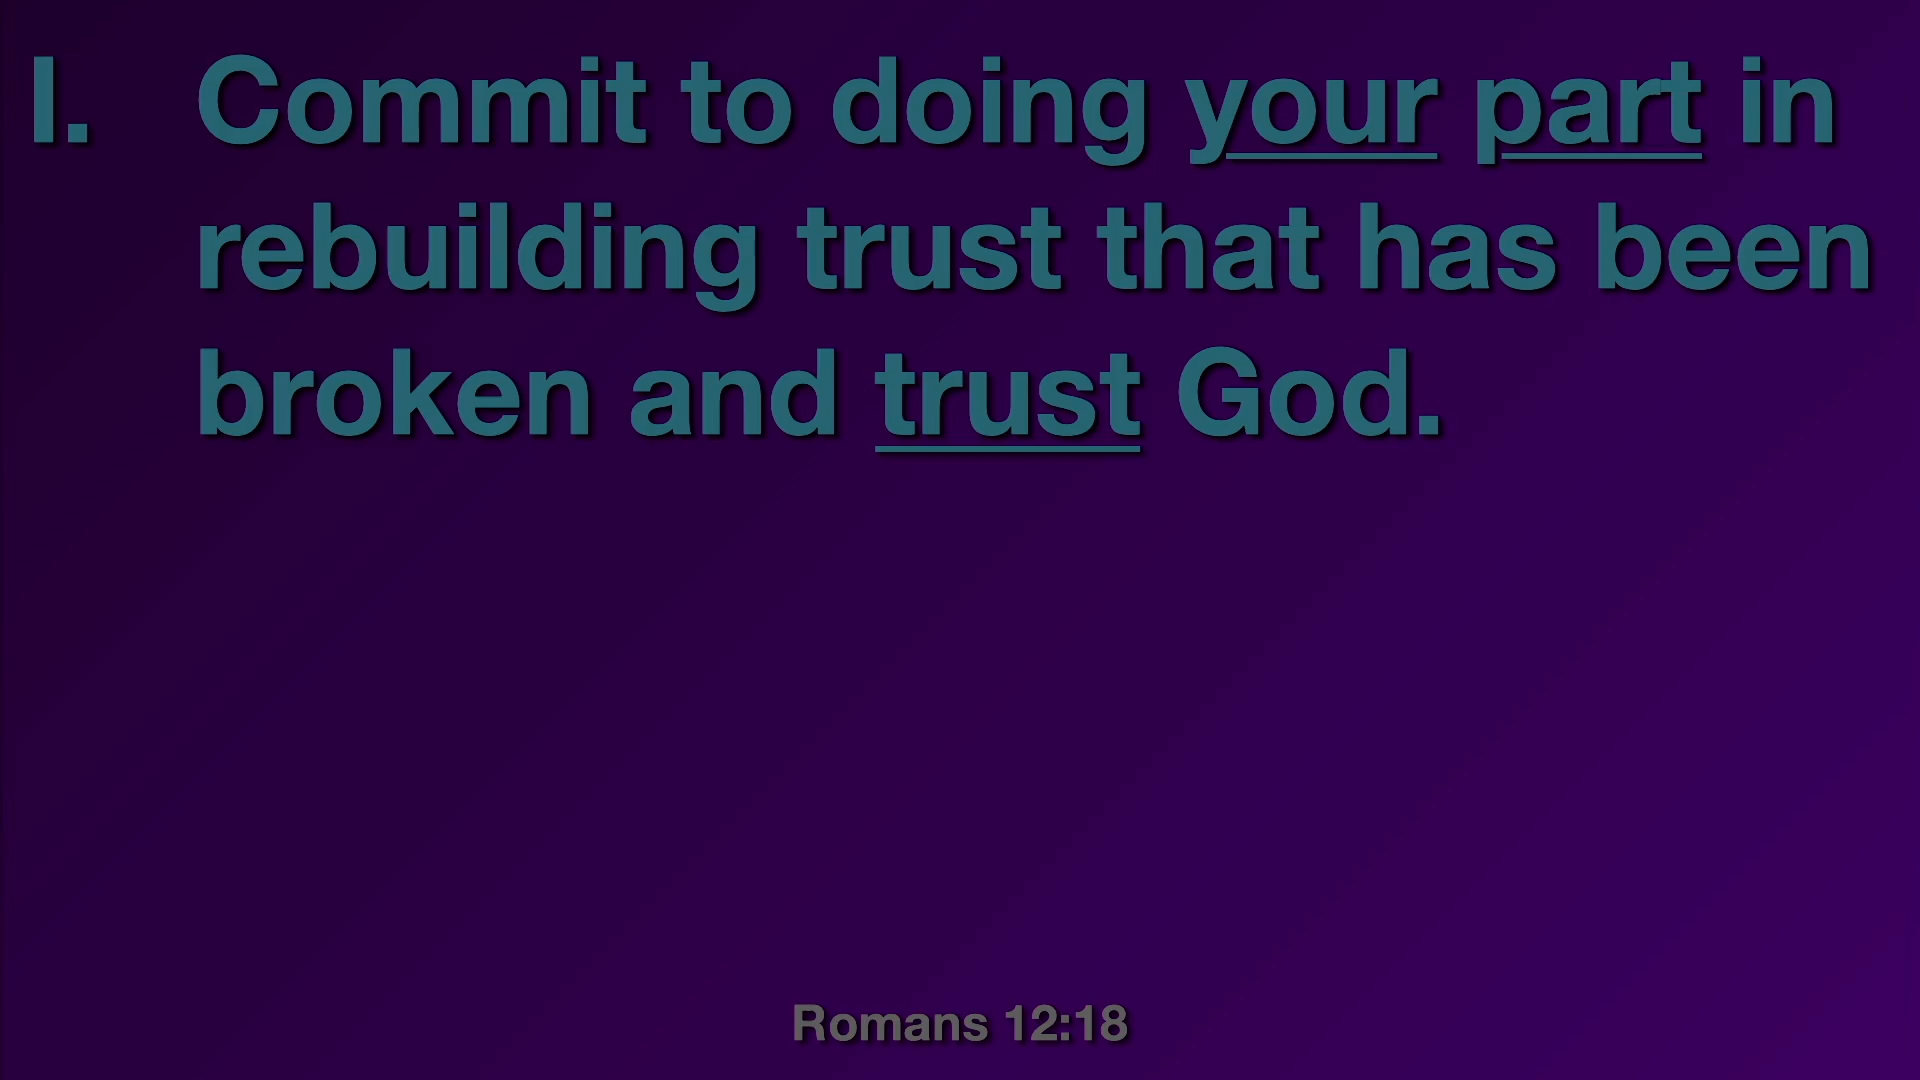 I. Commit to doing your part in
rebuilding trust that has been
broken and trust God.
Romans 12:18